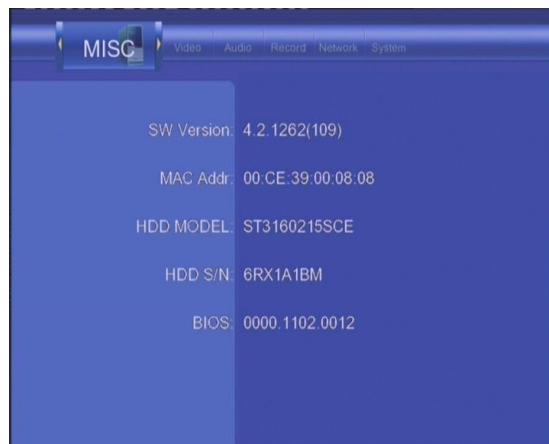 MISC Video Audio Record Network System
SW Version: 4.2.1262(109)
MAC Addr: 00:CE:39:00:08:08
HDD MODEL: ST3160215SCE
HDD S/N: 6RX1A1BM
BIOS: 0000.1102.0012